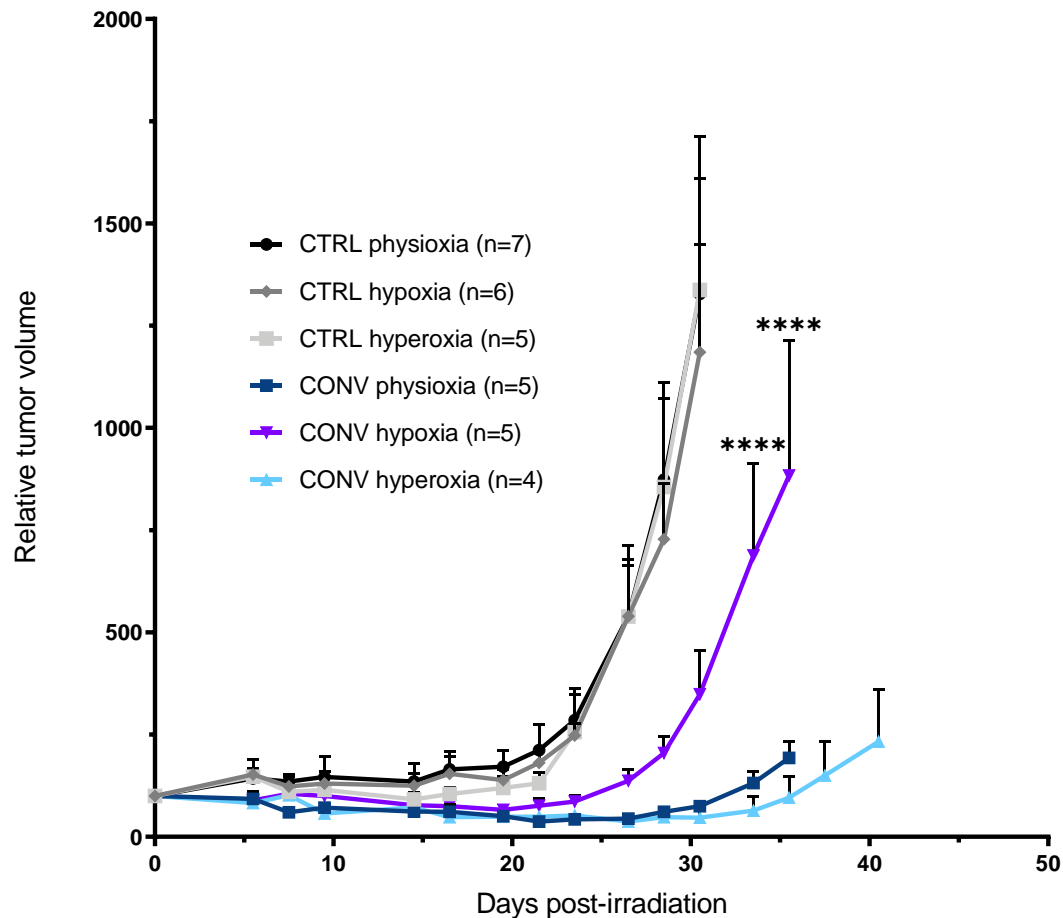 2000
1500
1000
500
0
Relative tumor volume
CTRL physioxia (n=7)
CTRL hypoxia (n=6)
CTRL hyperoxia (n=5)
CONV physioxia (n=5)
CONV hypoxia (n=5)
CONV hyperoxia (n=4)
****
****
0 10 20 30 40 50
Days post-irradiation